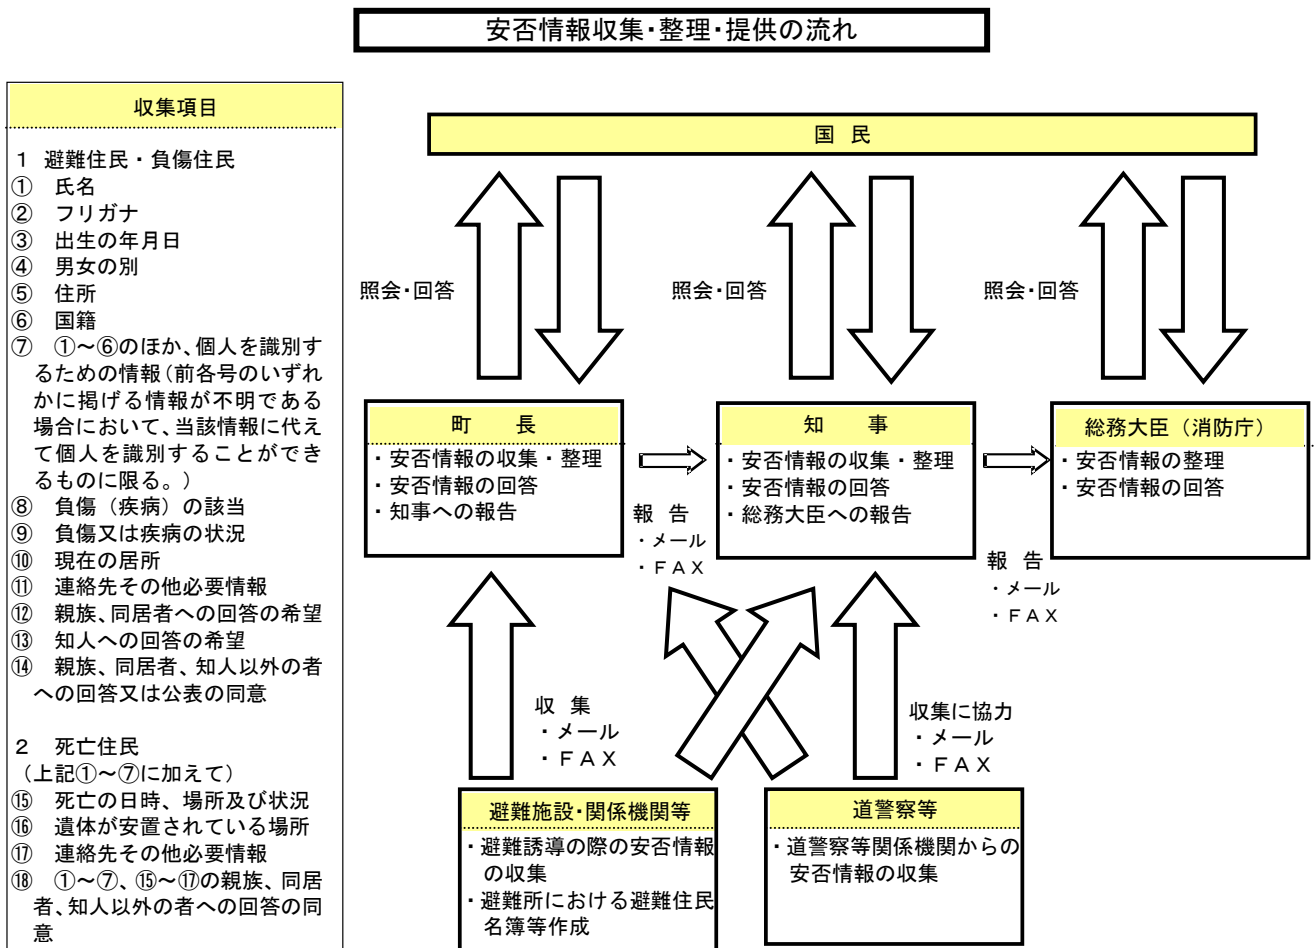 安否情報収集・整理・提供の流れ
収集項目
1 避難住民・負傷住民
① 氏名
② フリガナ
③ 出生の年月日
④ 男女の別
⑤ 住所
⑥ 国籍
⑦ ①～⑥のほか、個人を識別す
るための情報(前各号のいずれ
かに掲げる情報が不明である
場合において、当該情報に代え
て個人を識別することができ
るものに限る。)
⑧ 負傷(疾病)の該当
⑨ 負傷又は疾病の状況
⑩ 現在の居所
⑪ 連絡先その他必要情報
⑫ 親族、同居者への回答の希望
⑬ 知人への回答の希望
⑭ 親族、同居者、知人以外の者
への回答又は公表の同意
2 死亡住民
(上記①～⑦に加えて)
⑮ 死亡の日時、場所及び状況
⑯ 遺体が安置されている場所
⑰ 連絡先その他必要情報
⑱ ①～⑦、⑮～⑰の親族、同居
者、知人以外の者への回答の同
意
国 民
照会・回答
照会・回答
照会・回答
町 長
・安否情報の収集・整理
・安否情報の回答
・知事への報告
報 告
・メール
・ＦＡＸ
知 事
・安否情報の収集・整理
・安否情報の回答
・総務大臣への報告
報 告
・メール
・ＦＡＸ
総務大臣(消防庁)
・安否情報の整理
・安否情報の回答
収 集
・メール
・ＦＡＸ
収集に協力
・メール
・ＦＡＸ
避難施設・関係機関等
・避難誘導の際の安否情報
の収集
・避難所における避難住民
名簿等作成
道警察等
・道警察等関係機関からの
安否情報の収集